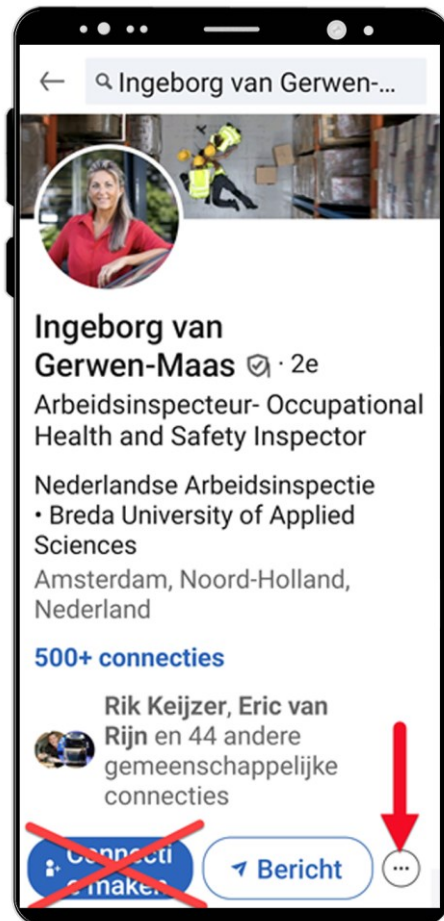 Ingeborg van Gerwen-...
Ingeborg van
Gerwen-Maas · 2e
Arbeidsinspecteur- Occupational
Health and Safety Inspector
Nederlandse Arbeidsinspectie
• Breda University of Applied
Sciences
Amsterdam, Noord-Holland,
Nederland
500+ connecties
Rik Keijzer, Eric van
Rijn en 44 andere
gemeenschappelijke
connecties
Connecti
e maken
Bericht